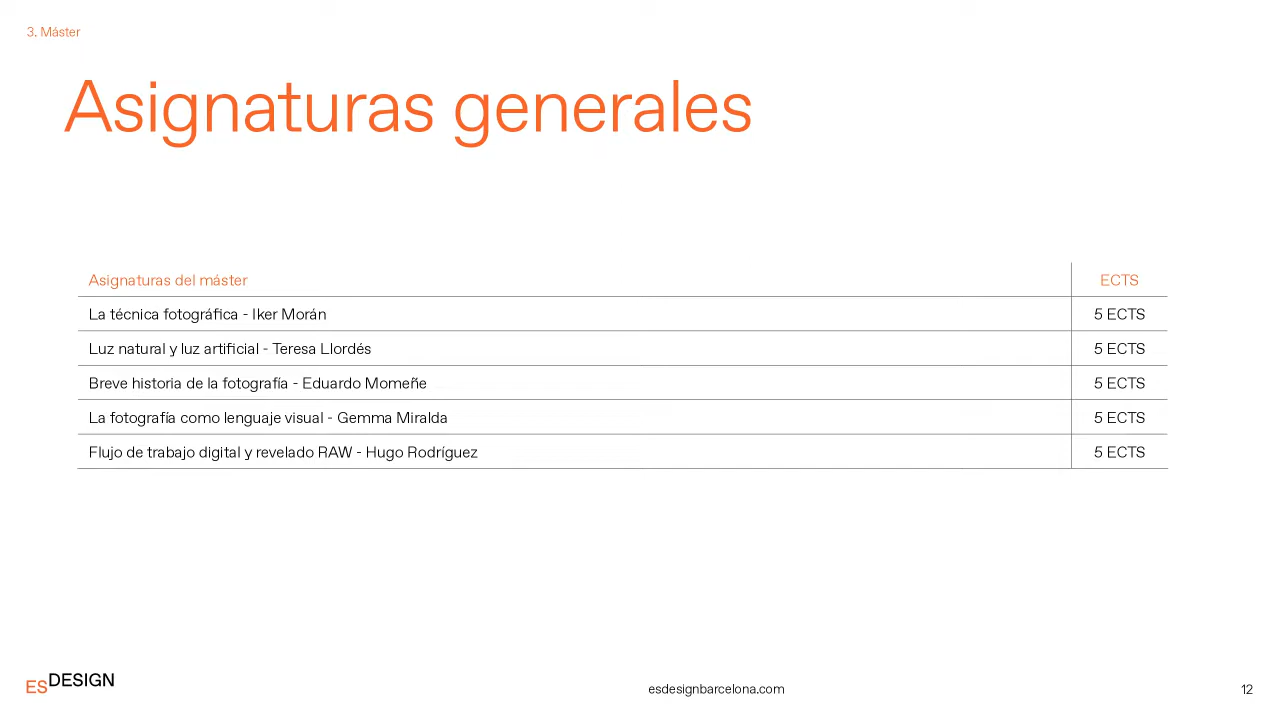 3. Máster
Asignaturas generales
Asignaturas del máster ECTS
La técnica fotográfica - Iker Morán 5 ECTS
Luz natural y luz artificial - Teresa Llordés 5 ECTS
Breve historia de la fotografía - Eduardo Momeñe 5 ECTS
La fotografía como lenguaje visual - Gemma Miralda 5 ECTS
Flujo de trabajo digital y revelado RAW - Hugo Rodríguez 5 ECTS
ESDESIGN esdesignbarcelona.com 12